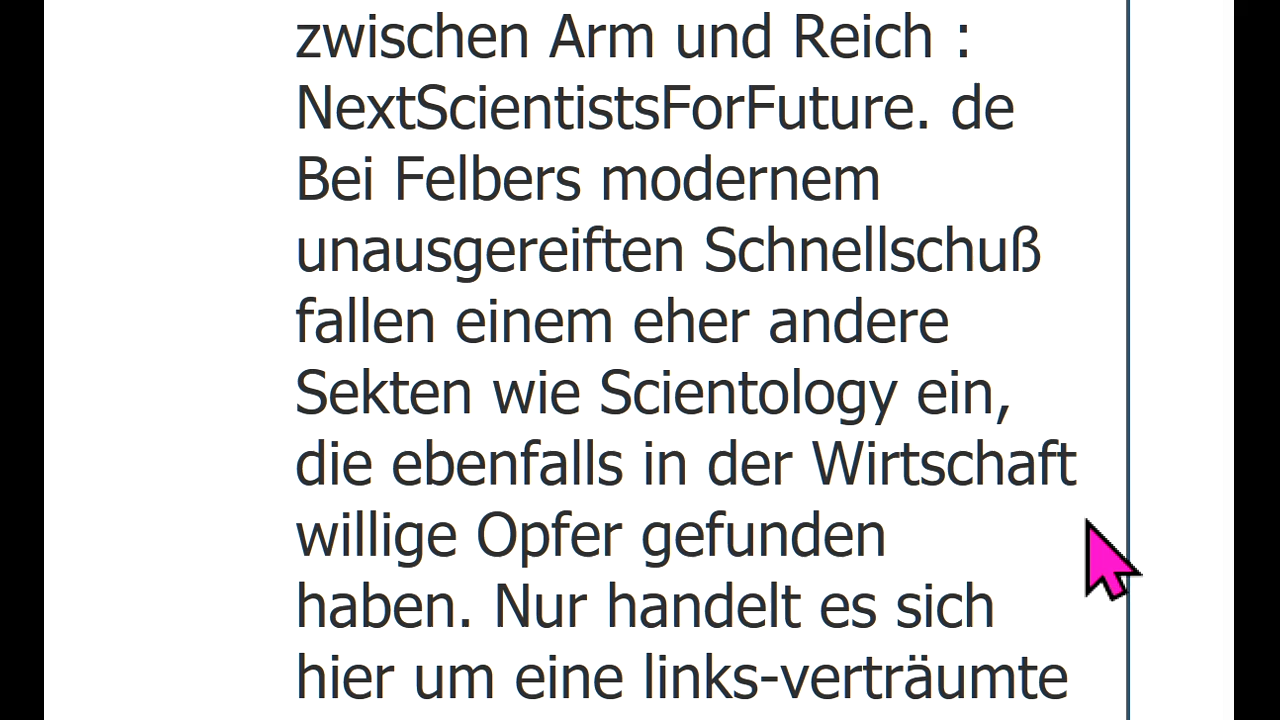 zwischen Arm und Reich :
NextScientistsForFuture. de
Bei Felbers modernem
unausgereiften Schnellschuß
fallen einem eher andere
Sekten wie Scientology ein,
die ebenfalls in der Wirtschaft
willige Opfer gefunden
haben. Nur handelt es sich
hier um eine links-verträumte